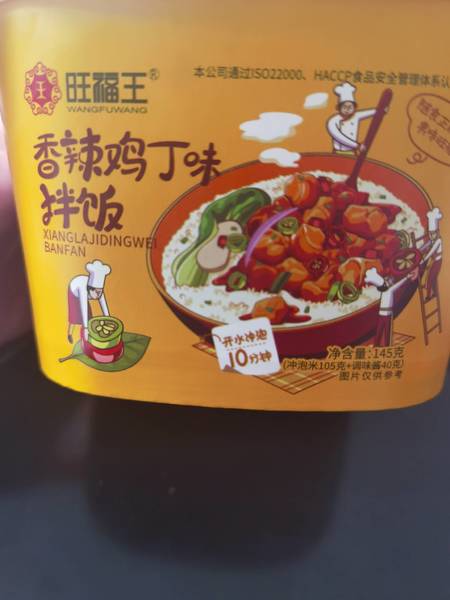 旺福王®
WANGFUWANG
本公司通过ISO22000、HACCP食品安全管理体系认
香辣鸡丁味
拌饭
XIANGLAJIDINGWEI
BANFAN
开水冲泡
10分钟
净含量:145克
(冲泡米105克+调味酱40克)
图片仅供参考